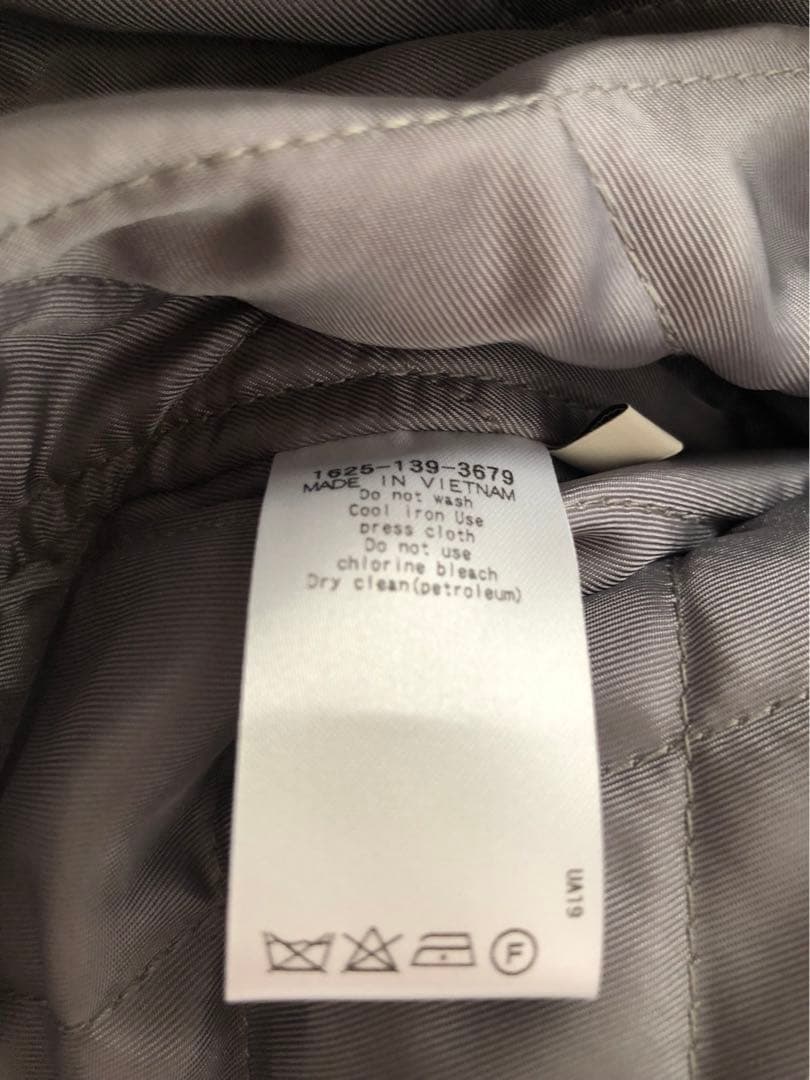 1625-139-3679
MADE IN VIETNAM
Do not wash
Cool iron Use
press cloth
Do not use
chlorine bleach
Dry clean(petroleum)
UA19
F